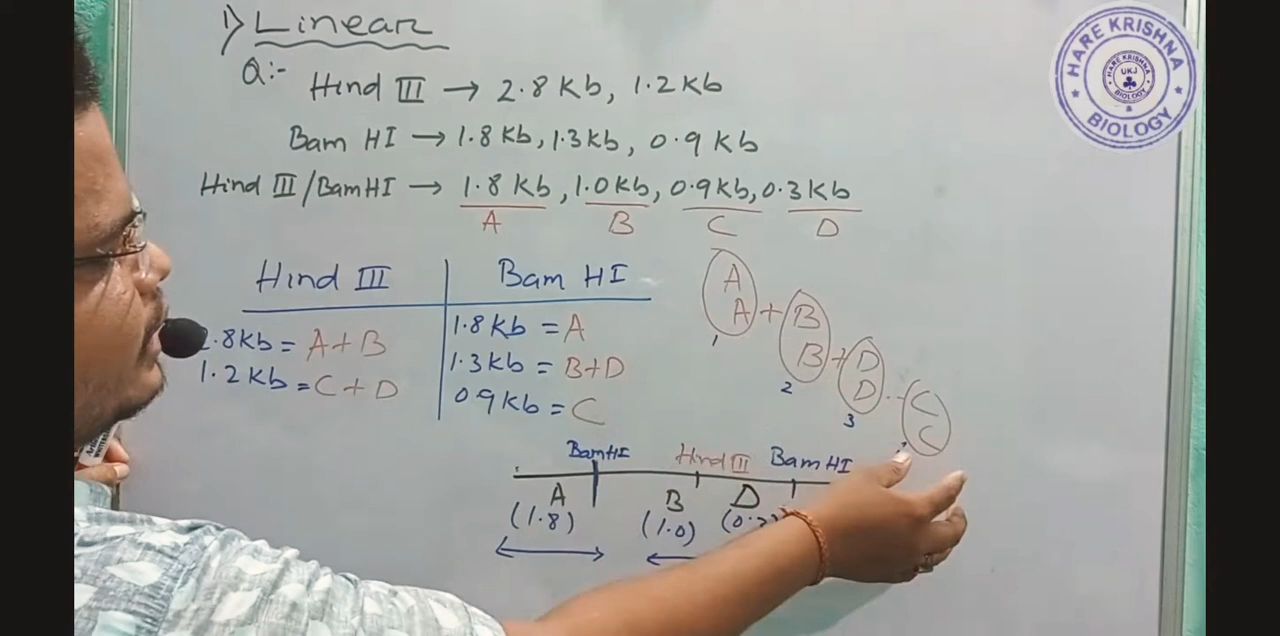 1) Linear
Q:-
Hind III → 2.8 Kb, 1.2 Kb
Bam HI → 1.8 Kb, 1.3 Kb, 0.9 Kb
Hind III/BamHI → 1.8 Kb, 1.0 Kb, 0.9 Kb, 0.3 Kb
A B C D
Hind III Bam HI
.8Kb = A+B
1.2 Kb = C+D
1.8 Kb = A
1.3 Kb = B+D
0.9 Kb = C
A
A + B
B + D
D C
C
1 2 3
BamHI Hind III Bam HI
A B D
(1.8) (1.0)
HARE KRISHNA
BIOLOGY
HARE KRISHNA
UKJ
BIOLOGY